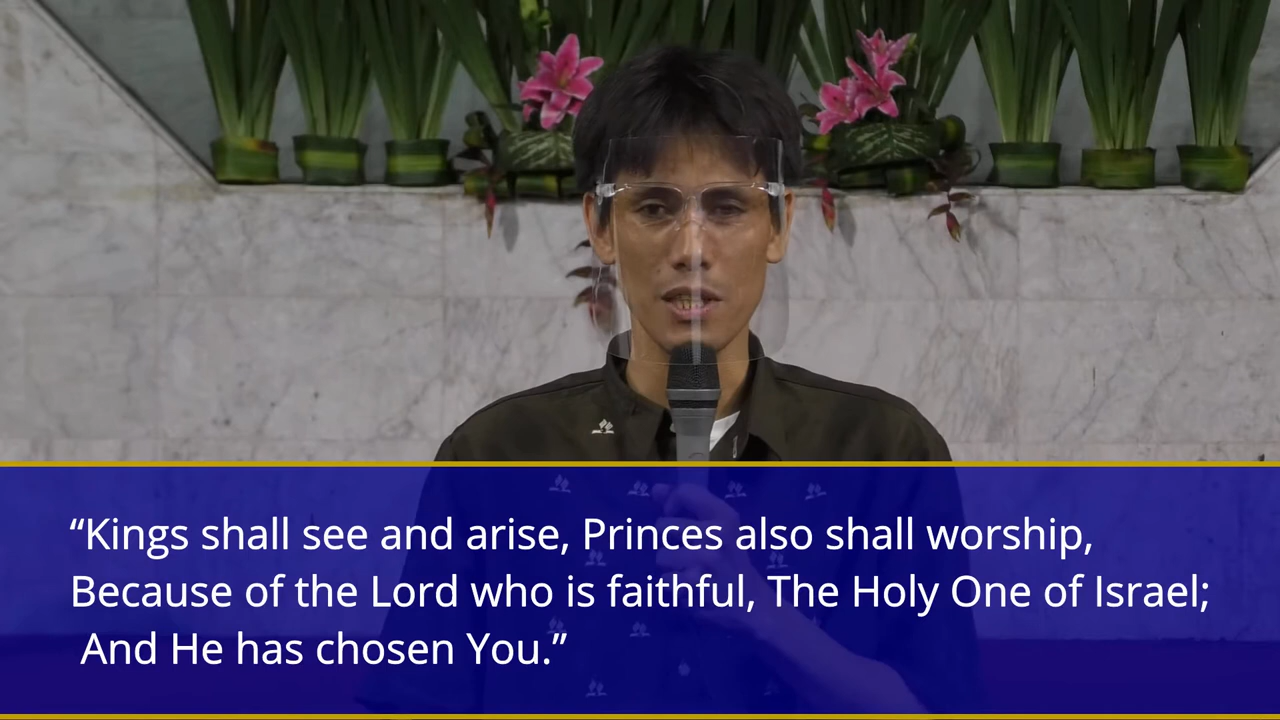 “Kings shall see and arise, Princes also shall worship,
Because of the Lord who is faithful, The Holy One of Israel;
And He has chosen You.”